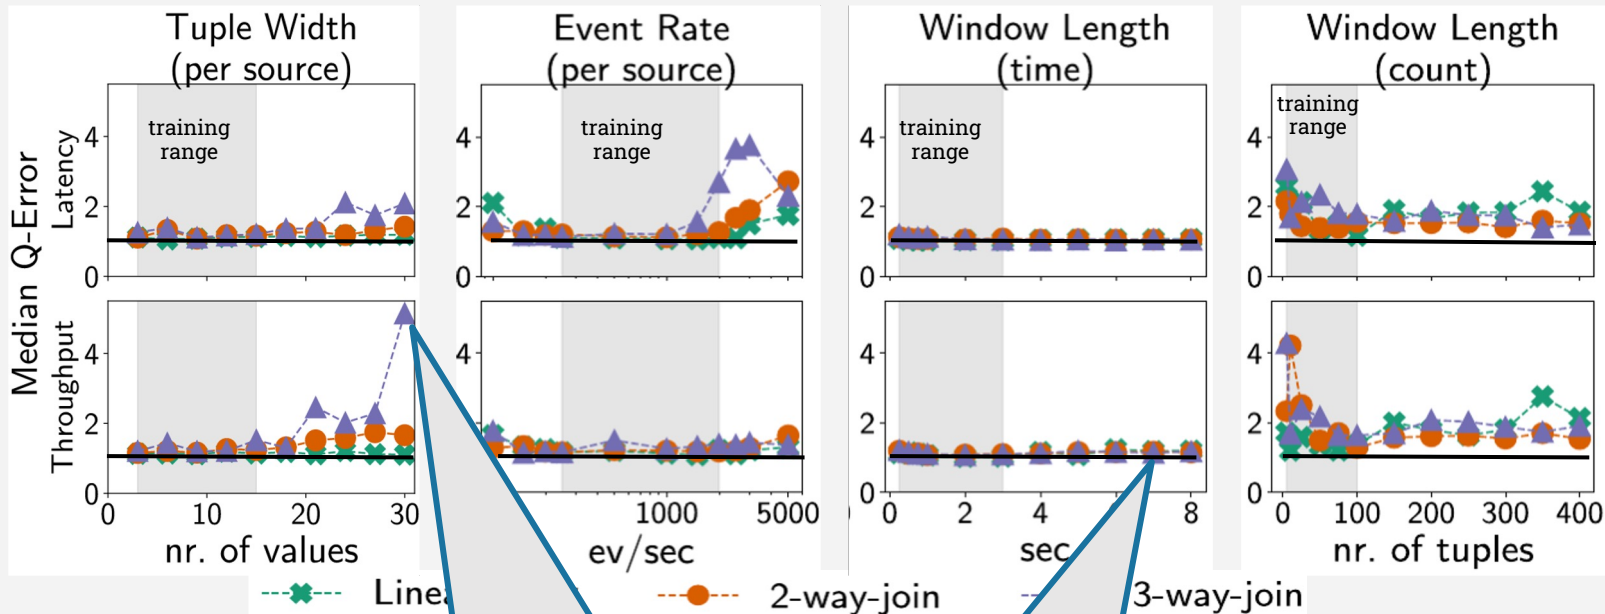 Tuple Width
(per source)
Event Rate
(per source)
Window Length
(time)
Window Length
(count)
Median Q-Error
Latency
4
2
0
training
range
4
2
0
training
range
4
2
0
training
range
4
2
0
training
range
Throughput
4
2
0
0 10 20 30
nr. of values
4
2
0
1000 5000
ev/sec
4
2
0
0 2 4 8
sec
4
2
0
0 100 200 300 400
nr. of tuples
2-way-join
3-way-join